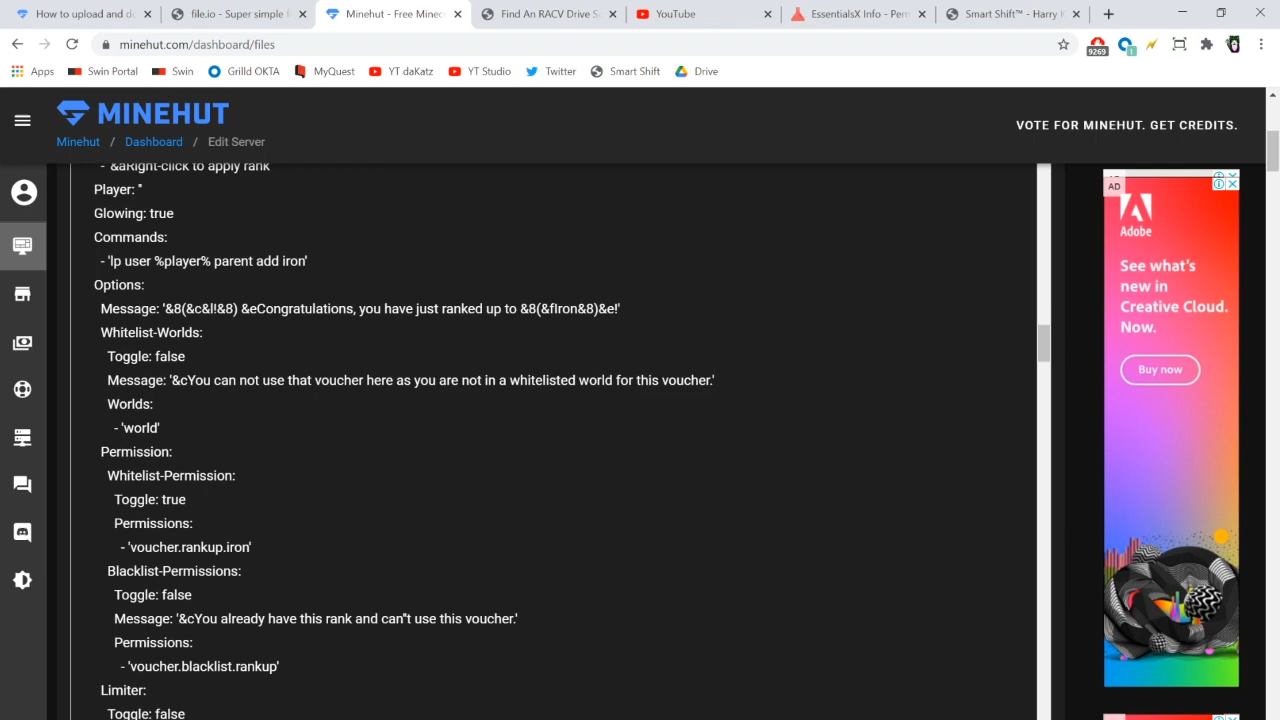 How to upload and d
file.io - Super simple f
Minehut - Free Minec
Find An RACV Drive S
YouTube
EssentialsX Info - Perm
Smart Shift™ - Harry
minehut.com/dashboard/files
9269
1
Apps
Swin Portal
Swin
Grilld OKTA
MyQuest
YT daKatz
YT Studio
Twitter
Smart Shift
Drive
MINEHUT
Minehut / Dashboard / Edit Server
VOTE FOR MINEHUT. GET CREDITS.
- &aRight-click to apply rank
Player: ''
Glowing: true
Commands:
- 'lp user %player% parent add iron'
Options:
Message: '&8(&c&l!&8) &eCongratulations, you have just ranked up to &8(&fIron&8)&e!'
Whitelist-Worlds:
Toggle: false
Message: '&cYou can not use that voucher here as you are not in a whitelisted world for this voucher.'
Worlds:
- 'world'
Permission:
Whitelist-Permission:
Toggle: true
Permissions:
- 'voucher.rankup.iron'
Blacklist-Permissions:
Toggle: false
Message: '&cYou already have this rank and can''t use this voucher.'
Permissions:
- 'voucher.blacklist.rankup'
Limiter:
Toggle: false
AD
Adobe
See what's
new in
Creative Cloud.
Now.
Buy now